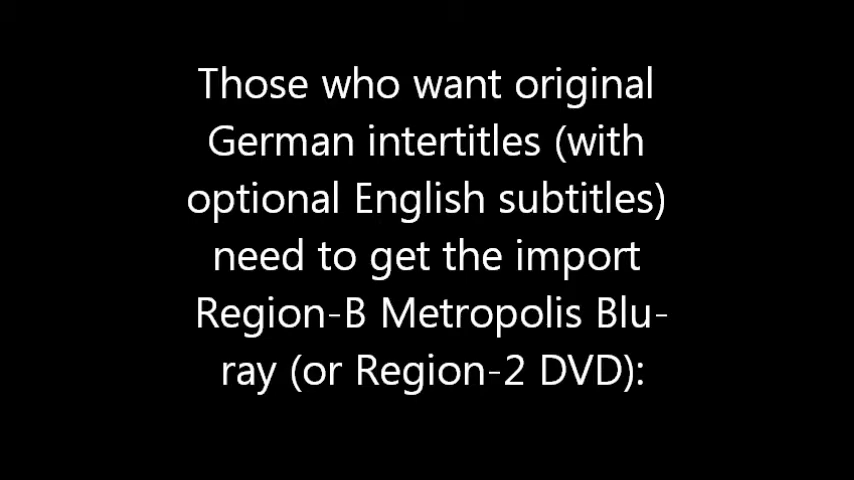 Those who want original
German intertitles (with
optional English subtitles)
need to get the import
Region-B Metropolis Blu-
ray (or Region-2 DVD):